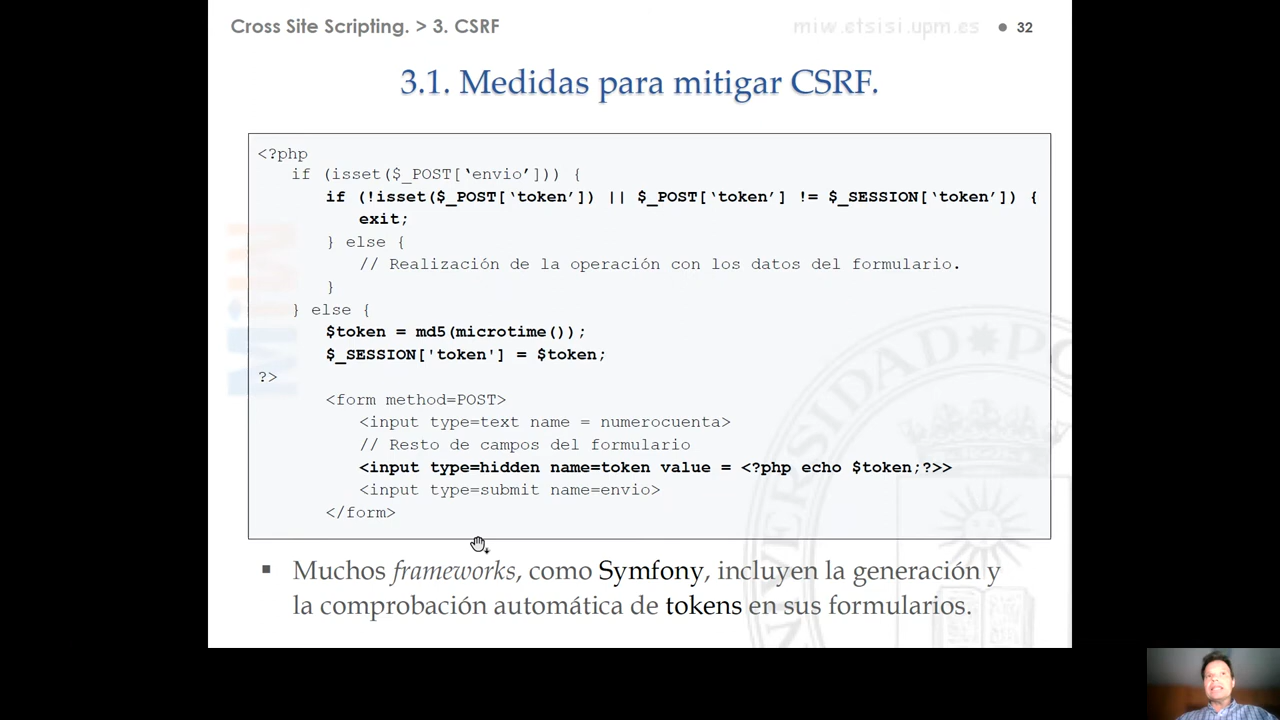 Cross Site Scripting. > 3. CSRF
miw.etsisi.upm.es
32
3.1. Medidas para mitigar CSRF.
<?php
if (isset($_POST[‘envio’])) {
if (!isset($_POST[‘token’]) || $_POST[‘token’] != $_SESSION[‘token’]) {
exit;
} else {
// Realización de la operación con los datos del formulario.
}
} else {
$token = md5(microtime());
$_SESSION['token'] = $token;
?>
<form method=POST>
<input type=text name = numerocuenta>
// Resto de campos del formulario
<input type=hidden name=token value = <?php echo $token;?>>
<input type=submit name=envio>
</form>
▪ Muchos frameworks, como Symfony, incluyen la generación y
la comprobación automática de tokens en sus formularios.
MIW
UNIVERSIDAD PO